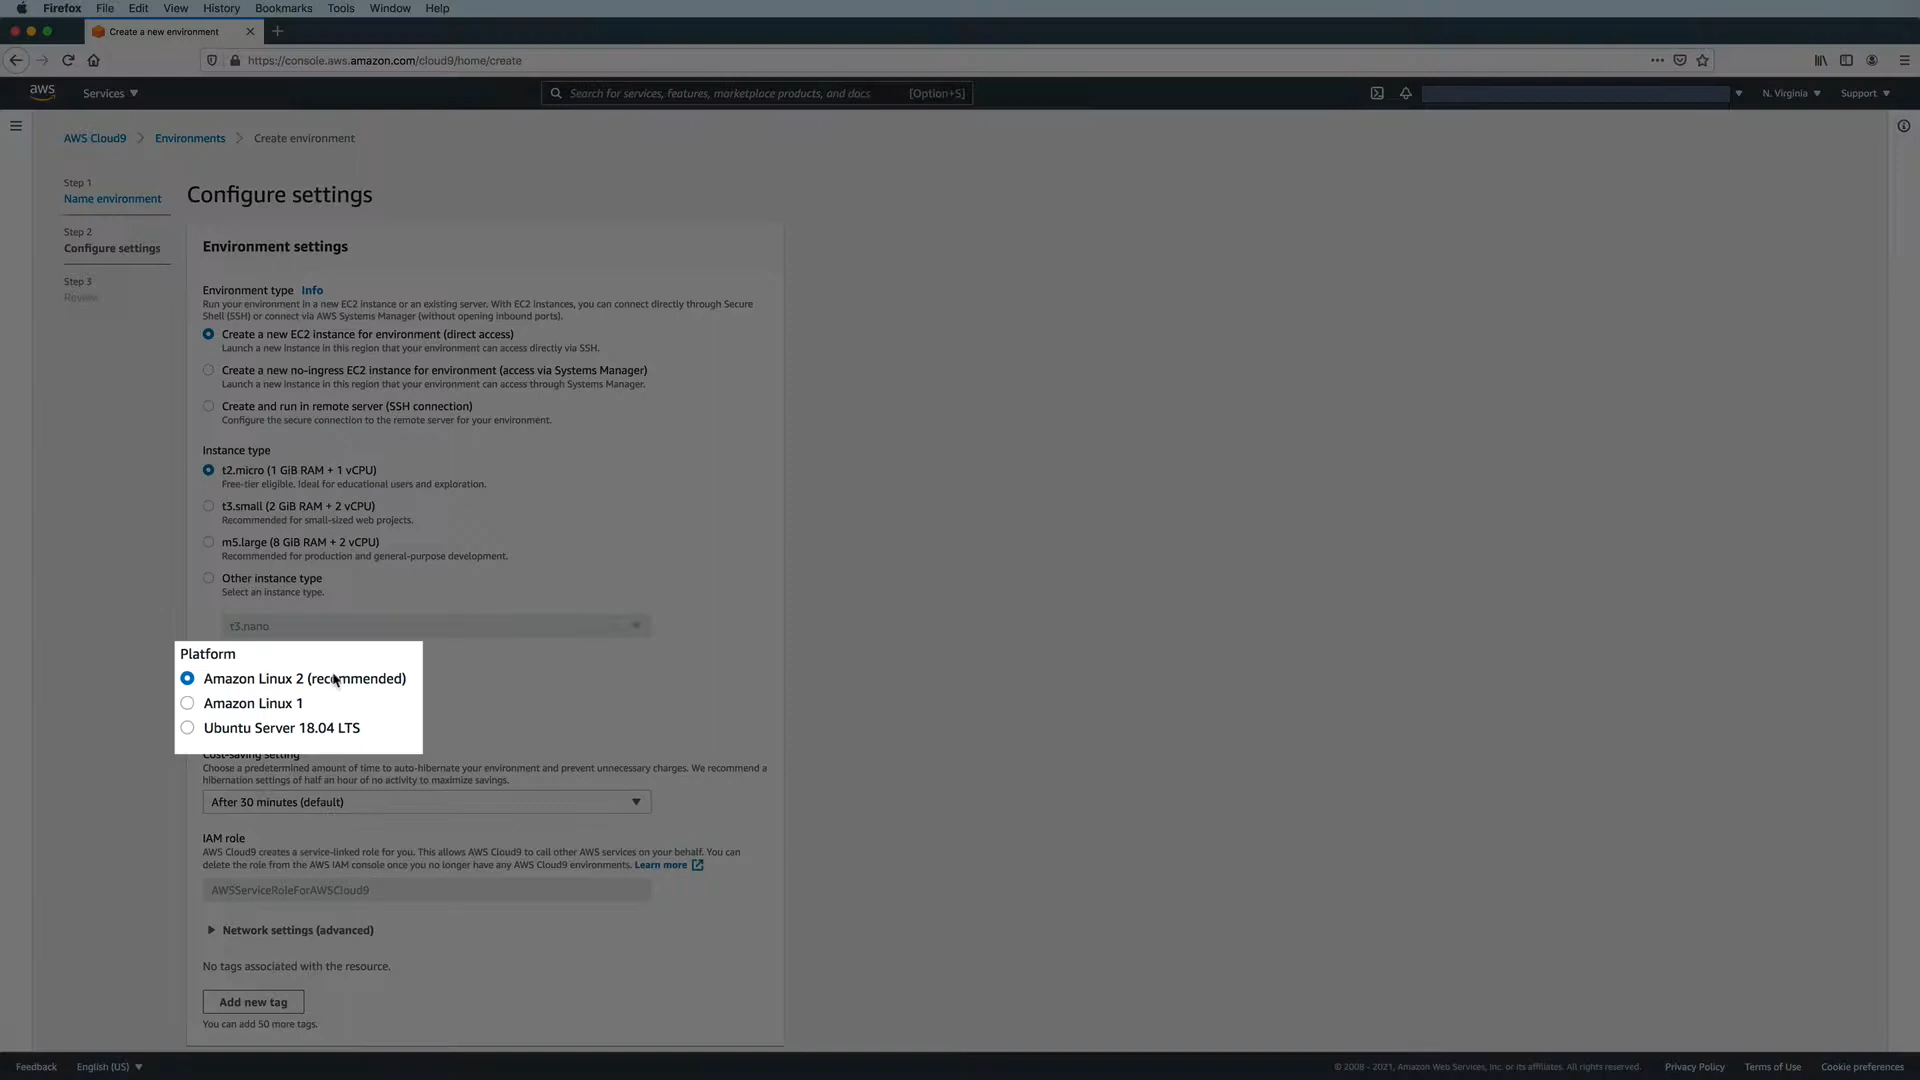 Firefox File Edit View History Bookmarks Tools Window Help
Create a new environment
https://console.aws.amazon.com/cloud9/home/create
aws Services Search for services, features, marketplace products, and docs [Option+S] N. Virginia Support
AWS Cloud9 Environments Create environment
Step 1
Name environment
Step 2
Configure settings
Step 3
Review
Configure settings
Environment settings
Environment type Info
Run your environment in a new EC2 instance or an existing server. With EC2 instances, you can connect directly through Secure
Shell (SSH) or connect via AWS Systems Manager (without opening inbound ports).
Create a new EC2 instance for environment (direct access)
Launch a new instance in this region that your environment can access directly via SSH.
Create a new no-ingress EC2 instance for environment (access via Systems Manager)
Launch a new instance in this region that your environment can access through Systems Manager.
Create and run in remote server (SSH connection)
Configure the secure connection to the remote server for your environment.
Instance type
t2.micro (1 GiB RAM + 1 vCPU)
Free-tier eligible. Ideal for educational users and exploration.
t3.small (2 GiB RAM + 2 vCPU)
Recommended for small-sized web projects.
m5.large (8 GiB RAM + 2 vCPU)
Recommended for production and general-purpose development.
Other instance type
Select an instance type.
t3.nano
Platform
Amazon Linux 2 (recommended)
Amazon Linux 1
Ubuntu Server 18.04 LTS
Cost-saving setting
Choose a predetermined amount of time to auto-hibernate your environment and prevent unnecessary charges. We recommend a
hibernation settings of half an hour of no activity to maximize savings.
After 30 minutes (default)
IAM role
AWS Cloud9 creates a service-linked role for you. This allows AWS Cloud9 to call other AWS services on your behalf. You can
delete the role from the AWS IAM console once you no longer have any AWS Cloud9 environments. Learn more
AWSServiceRoleForAWSCloud9
Network settings (advanced)
No tags associated with the resource.
Add new tag
You can add 50 more tags.
Feedback English (US) © 2008 - 2021, Amazon Web Services, Inc. or its affiliates. All rights reserved. Privacy Policy Terms of Use Cookie preferences